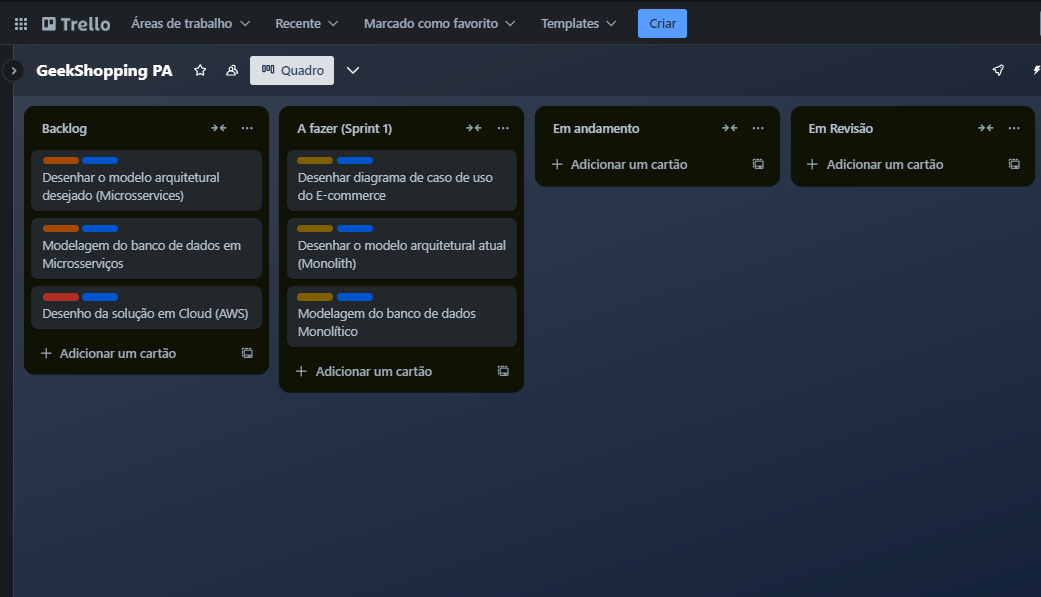 Trello Áreas de trabalho Recente Marcado como favorito Templates Criar
GeekShopping PA Quadro
Backlog
Desenhar o modelo arquitetural
desejado (Microsservices)
Modelagem do banco de dados em
Microsserviços
Desenho da solução em Cloud (AWS)
Adicionar um cartão
A fazer (Sprint 1)
Desenhar diagrama de caso de uso
do E-commerce
Desenhar o modelo arquitetural atual
(Monolith)
Modelagem do banco de dados
Monolítico
Adicionar um cartão
Em andamento
Adicionar um cartão
Em Revisão
Adicionar um cartão